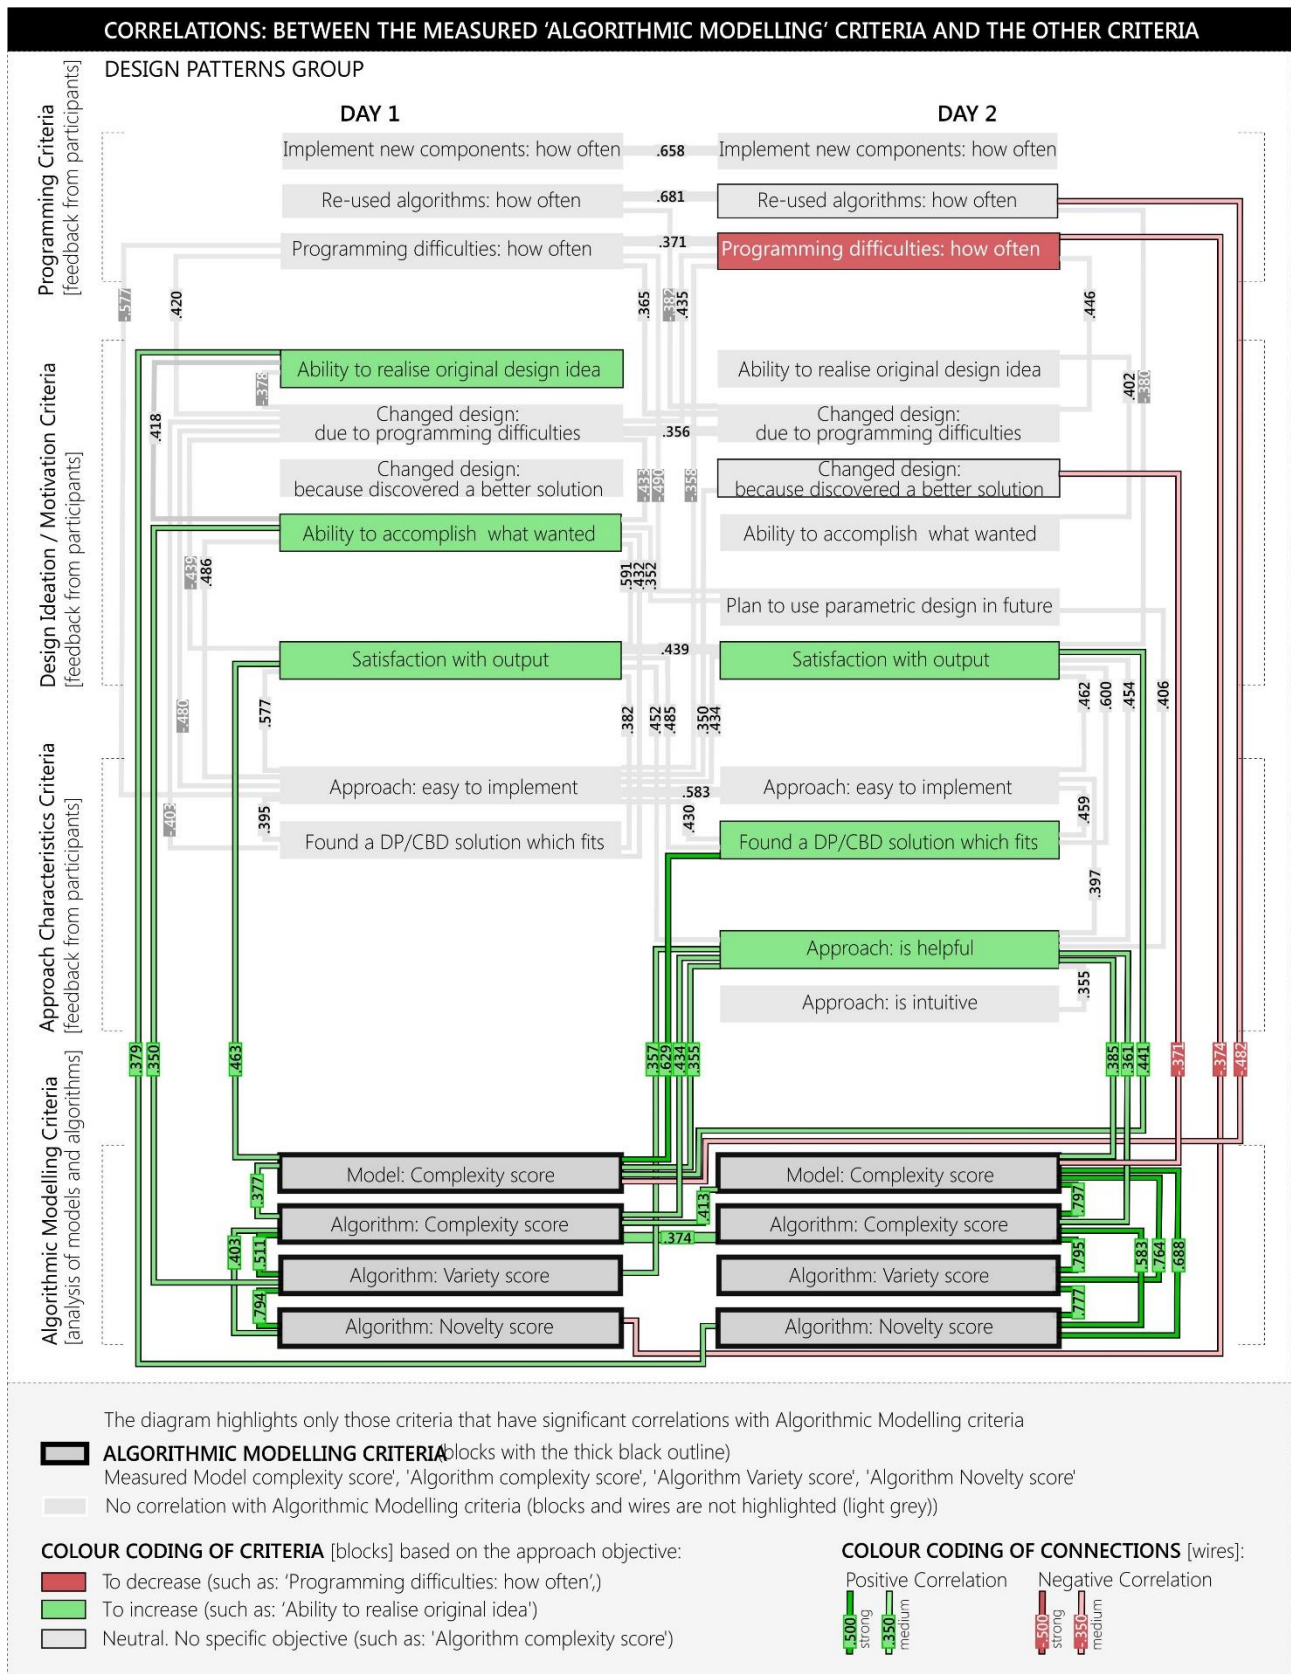 CORRELATIONS: BETWEEN THE MEASURED ‘ALGORITHMIC MODELLING’ CRITERIA AND THE OTHER CRITERIA
DESIGN PATTERNS GROUP
DAY 1
DAY 2
Programming Criteria
[feedback from participants]
Implement new components: how often
.658
Implement new components: how often
Re-used algorithms: how often
.681
Re-used algorithms: how often
Programming difficulties: how often
.371
Programming difficulties: how often
-.577
.420
.365
-.382
.435
.446
Design Ideation / Motivation Criteria
[feedback from participants]
Ability to realise original design idea
Ability to realise original design idea
-.378
.402
-.380
.418
Changed design:
due to programming difficulties
.356
Changed design:
due to programming difficulties
Changed design:
because discovered a better solution
-.433
-.490
-.358
Changed design:
because discovered a better solution
Ability to accomplish what wanted
Ability to accomplish what wanted
-.439
.486
.591
.432
.352
Plan to use parametric design in future
Satisfaction with output
.439
Satisfaction with output
-.480
.577
.382
.452
.485
.350
.434
.462
.600
.454
.406
Approach Characteristics Criteria
[feedback from participants]
Approach: easy to implement
.583
Approach: easy to implement
-.403
.395
.430
.459
Found a DP/CBD solution which fits
Found a DP/CBD solution which fits
.397
Approach: is helpful
.355
Approach: is intuitive
.379
.350
.463
.357
.629
.434
.355
.385
.361
.441
-.371
-.374
-.482
Algorithmic Modelling Criteria
[analysis of models and algorithms]
Model: Complexity score
Model: Complexity score
.377
.413
.797
Algorithm: Complexity score
.374
Algorithm: Complexity score
.403
.511
.795
.583
.764
.688
Algorithm: Variety score
Algorithm: Variety score
.794
.777
Algorithm: Novelty score
Algorithm: Novelty score
The diagram highlights only those criteria that have significant correlations with Algorithmic Modelling criteria
ALGORITHMIC MODELLING CRITERIA(blocks with the thick black outline)
Measured Model complexity score', 'Algorithm complexity score', 'Algorithm Variety score', 'Algorithm Novelty score'
No correlation with Algorithmic Modelling criteria (blocks and wires are not highlighted (light grey))
COLOUR CODING OF CRITERIA [blocks] based on the approach objective:
To decrease (such as: ‘Programming difficulties: how often’,)
To increase (such as: ‘Ability to realise original idea')
Neutral. No specific objective (such as: 'Algorithm complexity score')
COLOUR CODING OF CONNECTIONS [wires]:
Positive Correlation
Negative Correlation
.500
strong
.350
medium
-.500
strong
-.350
medium